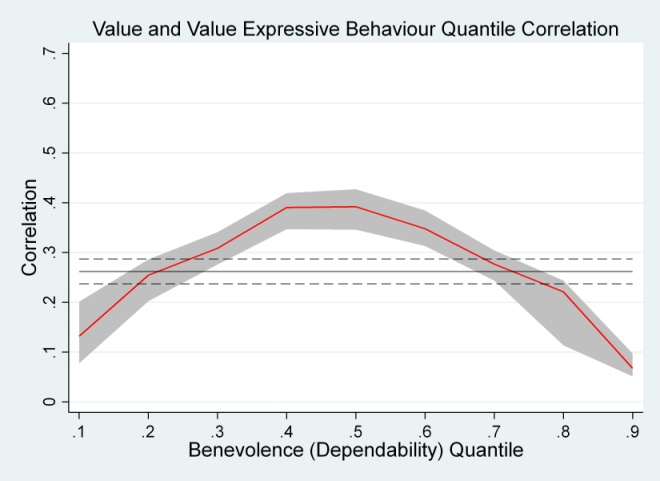 Value and Value Expressive Behaviour Quantile Correlation
Correlation
.7
.6
.5
.4
.3
.2
.1
0
.1 .2 .3 .4 .5 .6 .7 .8 .9
Benevolence (Dependability) Quantile